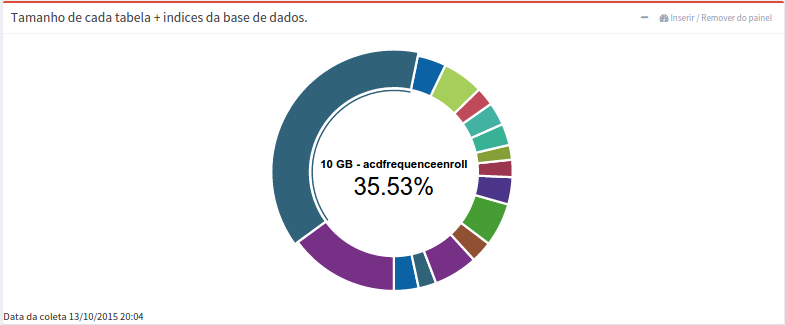 Tamanho de cada tabela + indices da base de dados.
Inserir / Remover do painel
10 GB - acdfrequenceenroll
35.53%
Data da coleta 13/10/2015 20:04